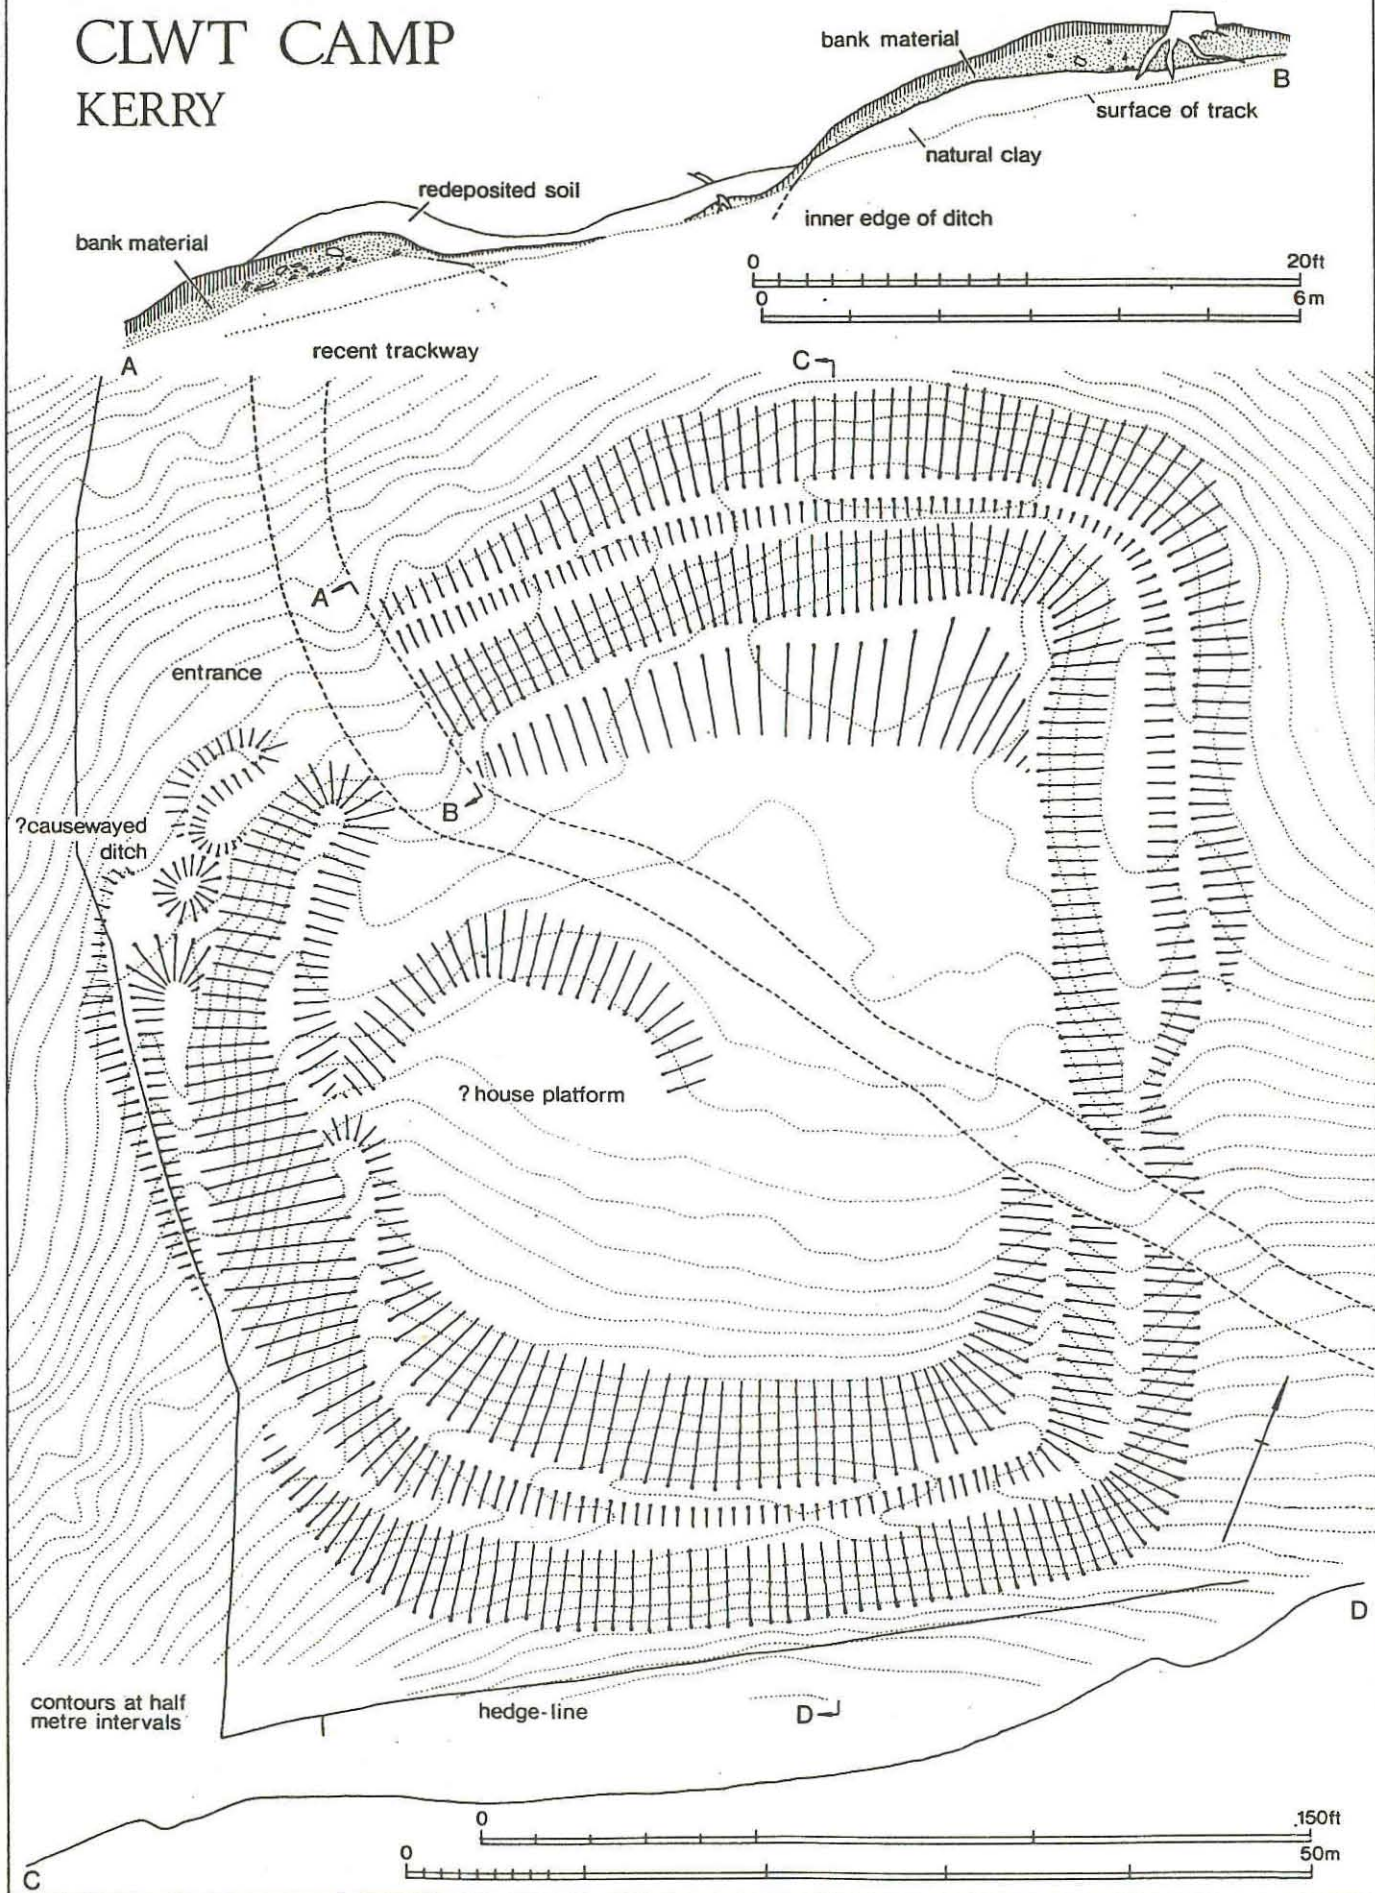 CLWT CAMP
KERRY
bank material
B
surface of track
natural clay
redeposited soil
inner edge of ditch
bank material
0 20ft
0 6m
A
recent trackway
C
A
entrance
B
?causewayed
ditch
?house platform
D
contours at half
metre intervals
hedge-line
D
0 150ft
0 50m
C